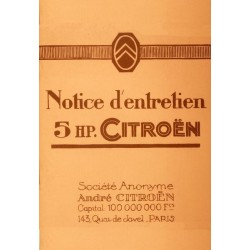 Notice d'entretien
5 HP. CITROËN
Société Anonyme
André CITROËN
Capital: 100 000 000 Frs
143, Quai de Javel _ PARIS